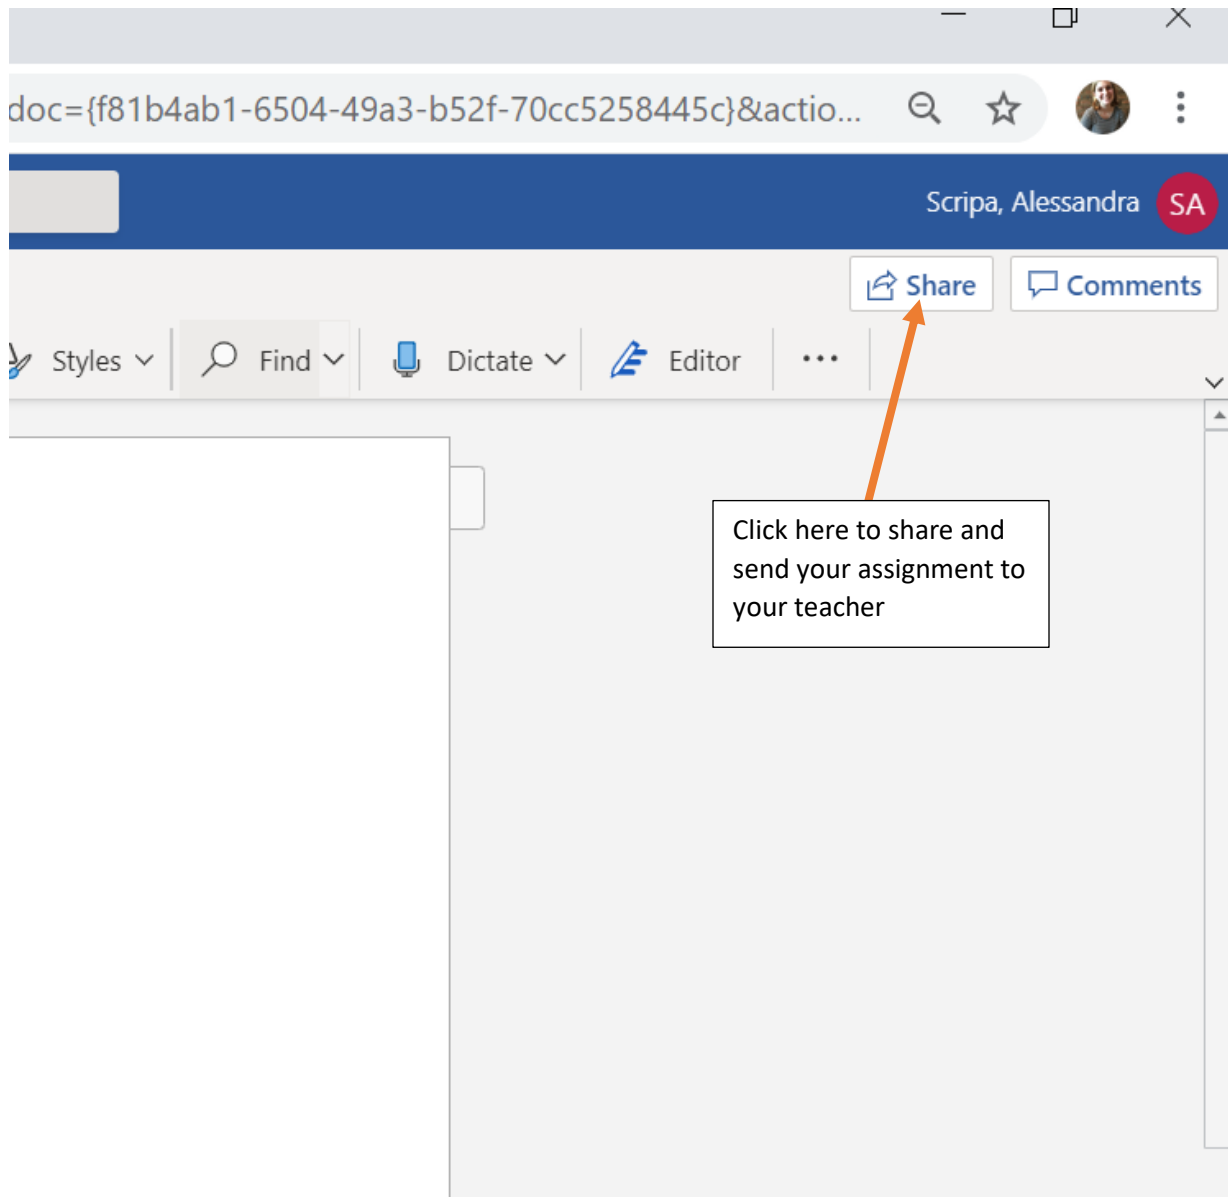 doc={f81b4ab1-6504-49a3-b52f-70cc5258445c}&actio...
Scripa, Alessandra SA
Share Comments
Styles Find Dictate Editor ...
Click here to share and
send your assignment to
your teacher